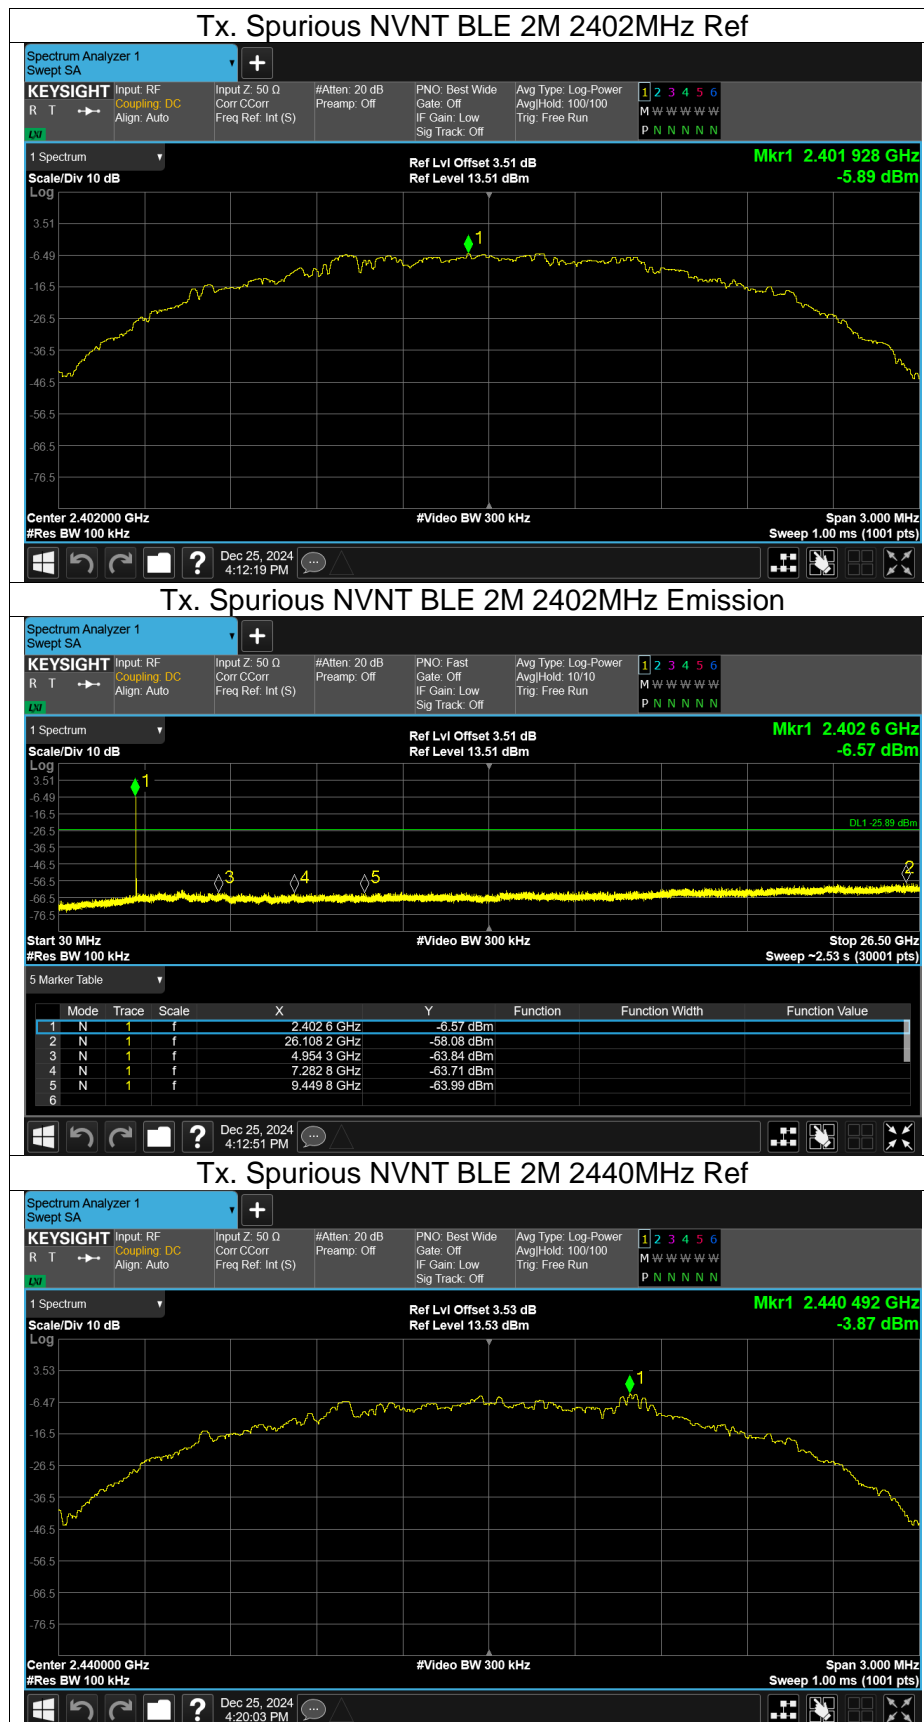 Tx. Spurious NVNT BLE 2M 2402MHz Ref
Spectrum Analyzer 1
Swept SA
+
KEYSIGHT
R T
LXI
Input: RF
Coupling: DC
Align: Auto
Input Z: 50 Ω
Corr CCorr
Freq Ref: Int (S)
#Atten: 20 dB
Preamp: Off
PNO: Best Wide
Gate: Off
IF Gain: Low
Sig Track: Off
Avg Type: Log-Power
Avg|Hold: 100/100
Trig: Free Run
1 2 3 4 5 6
M W W W W W
P N N N N N
1 Spectrum
Scale/Div 10 dB
Ref Lvl Offset 3.51 dB
Ref Level 13.51 dBm
Mkr1 2.401 928 GHz
-5.89 dBm
Log
3.51
-6.49
-16.5
-26.5
-36.5
-46.5
-56.5
-66.5
-76.5
1
Center 2.402000 GHz
#Res BW 100 kHz
#Video BW 300 kHz
Span 3.000 MHz
Sweep 1.00 ms (1001 pts)
?
Dec 25, 2024
4:12:19 PM
Tx. Spurious NVNT BLE 2M 2402MHz Emission
Spectrum Analyzer 1
Swept SA
+
KEYSIGHT
R T
LXI
Input: RF
Coupling: DC
Align: Auto
Input Z: 50 Ω
Corr CCorr
Freq Ref: Int (S)
#Atten: 20 dB
Preamp: Off
PNO: Fast
Gate: Off
IF Gain: Low
Sig Track: Off
Avg Type: Log-Power
Avg|Hold: 10/10
Trig: Free Run
1 2 3 4 5 6
M W W W W W
P N N N N N
1 Spectrum
Scale/Div 10 dB
Ref Lvl Offset 3.51 dB
Ref Level 13.51 dBm
Mkr1 2.402 6 GHz
-6.57 dBm
Log
3.51
-6.49
-16.5
-26.5
-36.5
-46.5
-56.5
-66.5
-76.5
1
DL1 -25.89 dBm
3
4
5
2
Start 30 MHz
#Res BW 100 kHz
#Video BW 300 kHz
Stop 26.50 GHz
Sweep ~2.53 s (30001 pts)
5 Marker Table
Mode Trace Scale X Y Function Function Width Function Value
1 N 1 f 2.402 6 GHz -6.57 dBm
2 N 1 f 26.108 2 GHz -58.08 dBm
3 N 1 f 4.954 3 GHz -63.84 dBm
4 N 1 f 7.282 8 GHz -63.71 dBm
5 N 1 f 9.449 8 GHz -63.99 dBm
6
?
Dec 25, 2024
4:12:51 PM
Tx. Spurious NVNT BLE 2M 2440MHz Ref
Spectrum Analyzer 1
Swept SA
+
KEYSIGHT
R T
LXI
Input: RF
Coupling: DC
Align: Auto
Input Z: 50 Ω
Corr CCorr
Freq Ref: Int (S)
#Atten: 20 dB
Preamp: Off
PNO: Best Wide
Gate: Off
IF Gain: Low
Sig Track: Off
Avg Type: Log-Power
Avg|Hold: 100/100
Trig: Free Run
1 2 3 4 5 6
M W W W W W
P N N N N N
1 Spectrum
Scale/Div 10 dB
Ref Lvl Offset 3.53 dB
Ref Level 13.53 dBm
Mkr1 2.440 492 GHz
-3.87 dBm
Log
3.53
-6.47
-16.5
-26.5
-36.5
-46.5
-56.5
-66.5
-76.5
1
Center 2.440000 GHz
#Res BW 100 kHz
#Video BW 300 kHz
Span 3.000 MHz
Sweep 1.00 ms (1001 pts)
?
Dec 25, 2024
4:20:03 PM